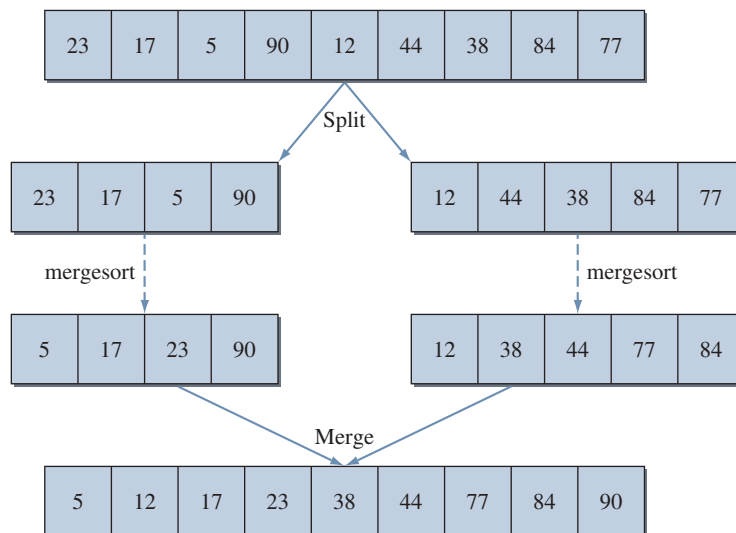 23 17 5 90 12 44 38 84 77
Split
23 17 5 90
12 44 38 84 77
mergesort
mergesort
5 17 23 90
12 38 44 77 84
Merge
5 12 17 23 38 44 77 84 90